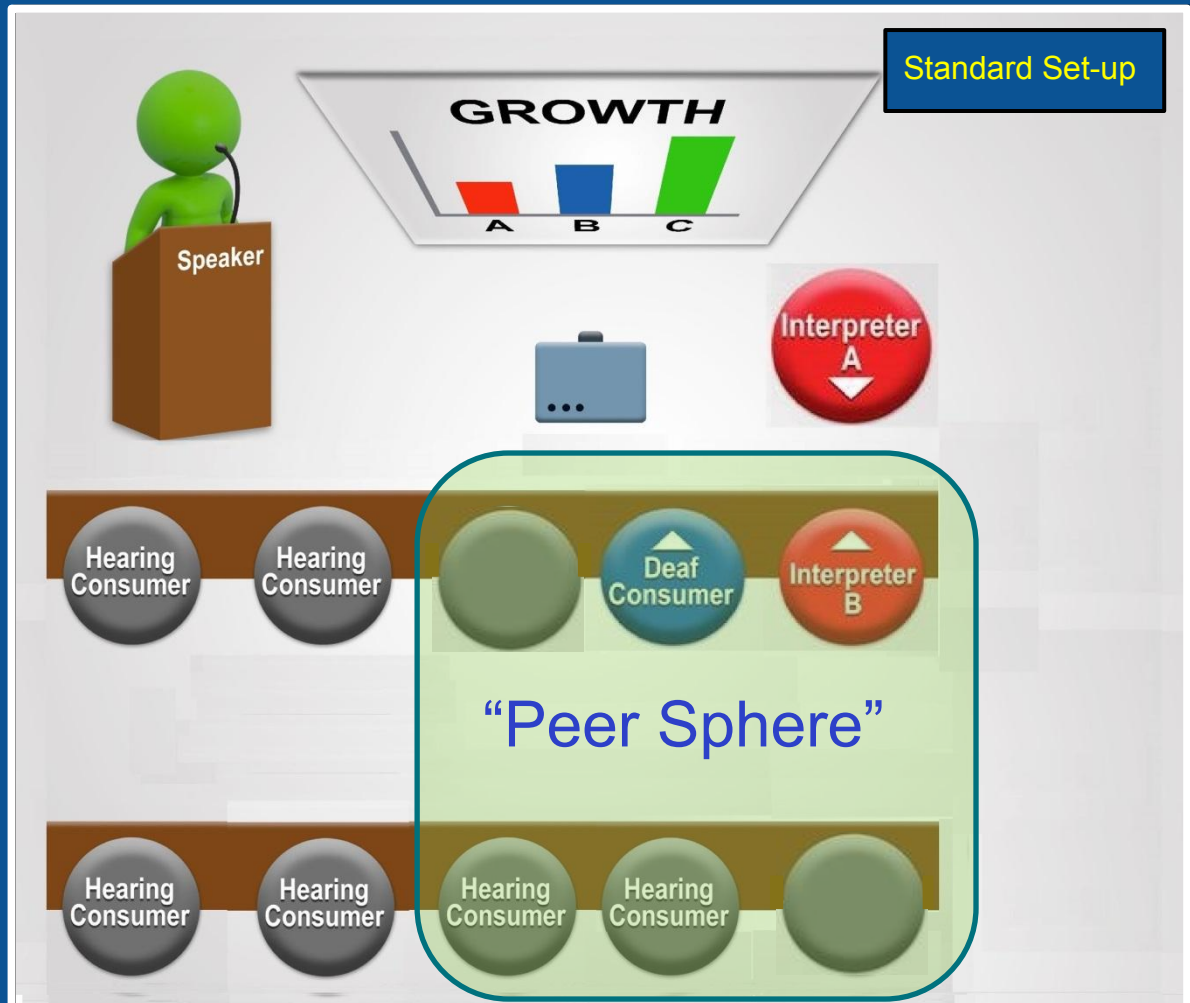 Standard Set-up
GROWTH
A B C
Speaker
Interpreter
A
Hearing
Consumer
Hearing
Consumer
Deaf
Consumer
Interpreter
B
“Peer Sphere”
Hearing
Consumer
Hearing
Consumer
Hearing
Consumer
Hearing
Consumer